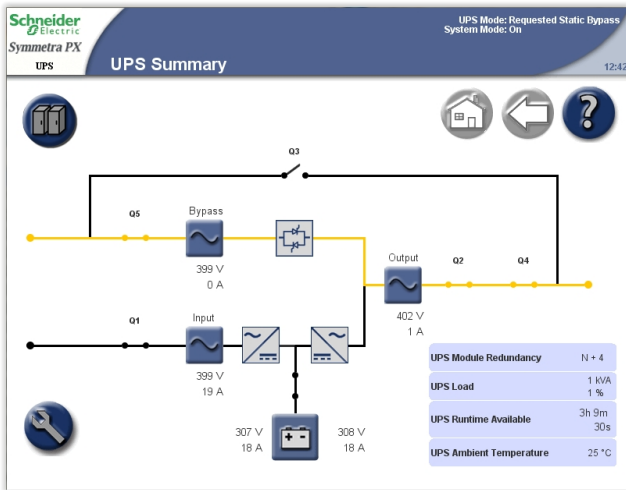 Schneider
Electric
Symmetra PX
UPS
UPS Summary
UPS Mode: Requested Static Bypass
System Mode: On
12:42
Q3
Q5
Bypass
399 V
0 A
Output
Q2
Q4
402 V
1 A
Q1
Input
399 V
19 A
307 V
18 A
308 V
18 A
UPS Module Redundancy N + 4
UPS Load 1 kVA
1 %
UPS Runtime Available 3h 9m
30s
UPS Ambient Temperature 25 °C